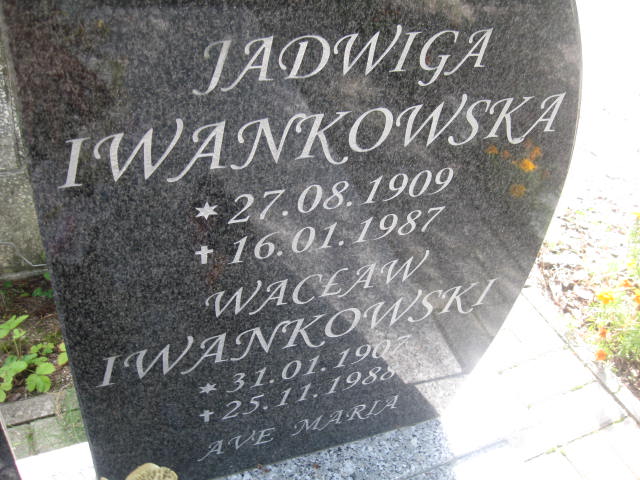 JADWIGA
IWANKOWSKA
✶ 27.08.1909
✝ 16.01.1987
WACŁAW
IWANKOWSKI
✶ 31.01.1907
✝ 25.11.1988
AVE MARIA